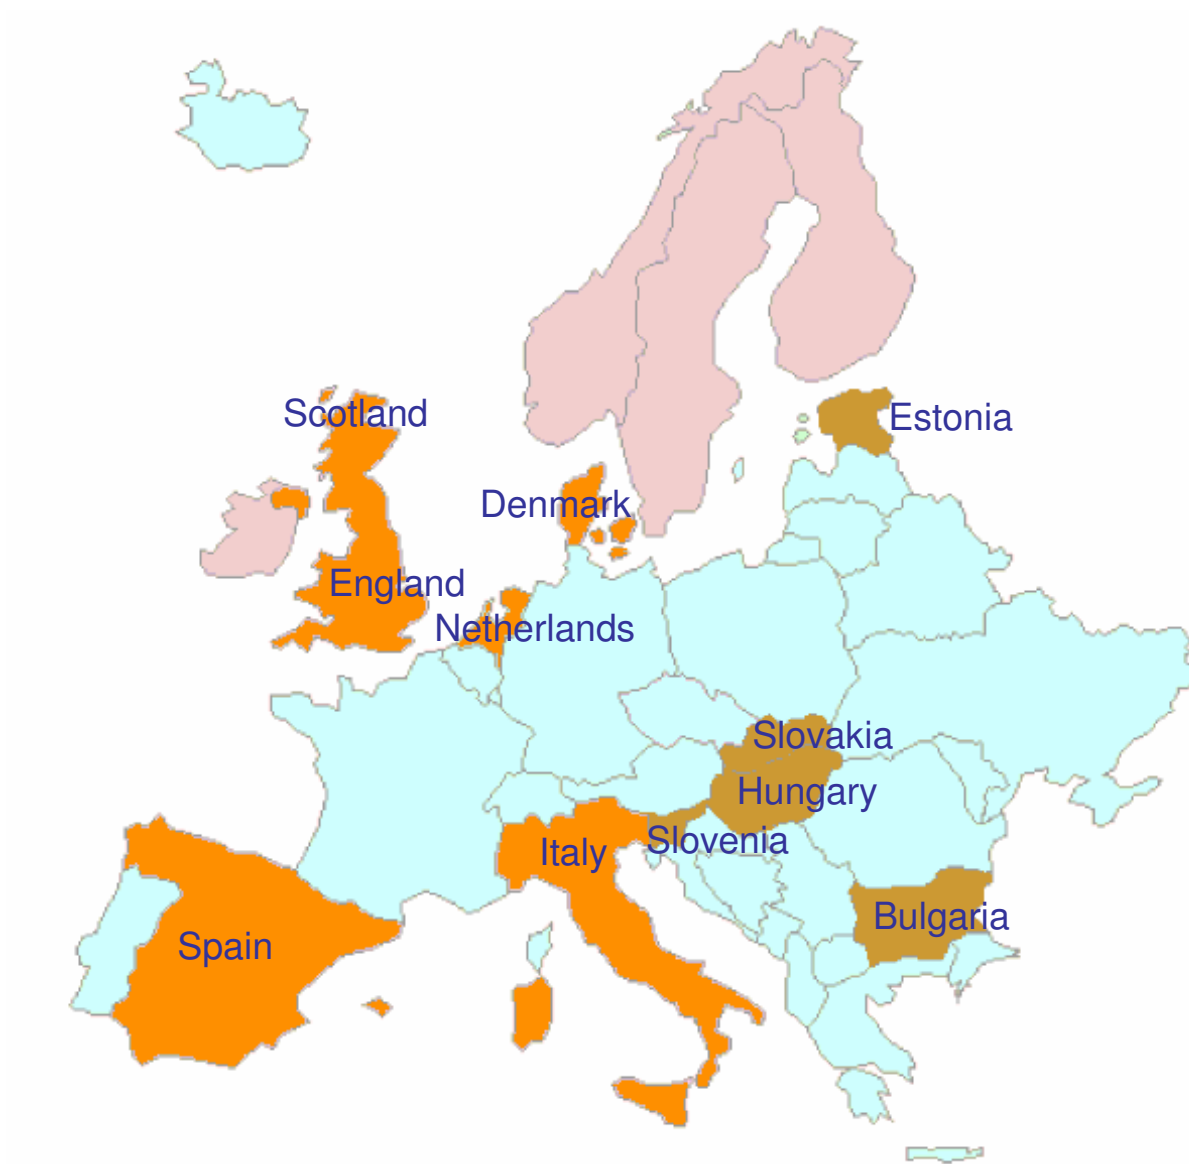 Scotland
Estonia
Denmark
England
Netherlands
Slovakia
Hungary
Slovenia
Italy
Bulgaria
Spain